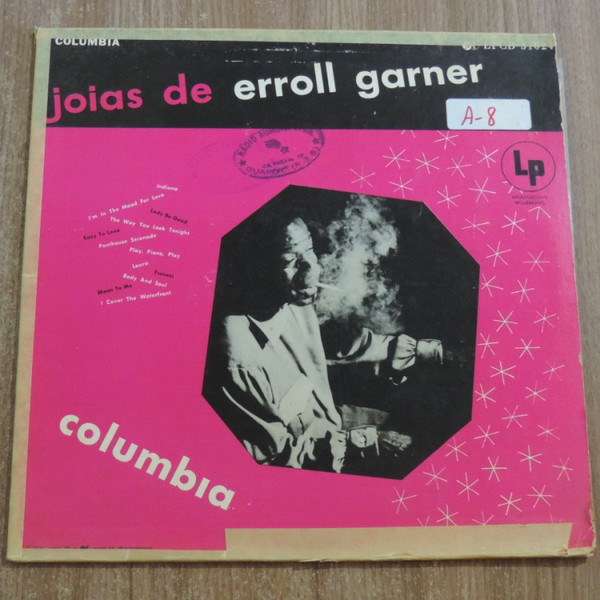 COLUMBIA
joias de erroll garner
A-8
Lp
Indiana
I'm In The Mood For Love
Lady Be Good
The Way You Look Tonight
Easy To Love
Penthouse Serenade
Play, Piano, Play
Laura
Frenesi
Body And Soul
Mean To Me
I Cover The Waterfront
columbia